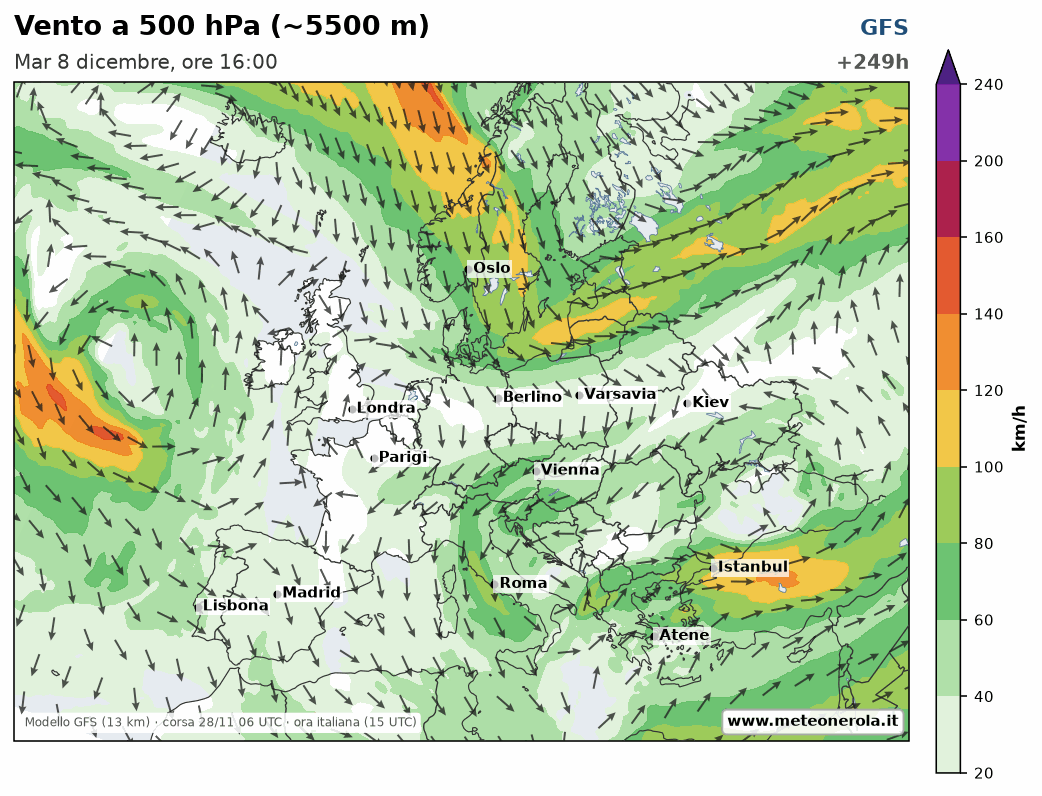 Vento a 500 hPa (~5500 m)
GFS
Mar 8 dicembre, ore 16:00
+249h
240
200
160
140
120
100
80
60
40
20
km/h
Oslo
Berlino
Varsavia
Kiev
Londra
Parigi
Vienna
Istanbul
Roma
Madrid
Lisbona
Atene
Modello GFS (13 km) · corsa 28/11 06 UTC · ora italiana (15 UTC)
www.meteonerola.it